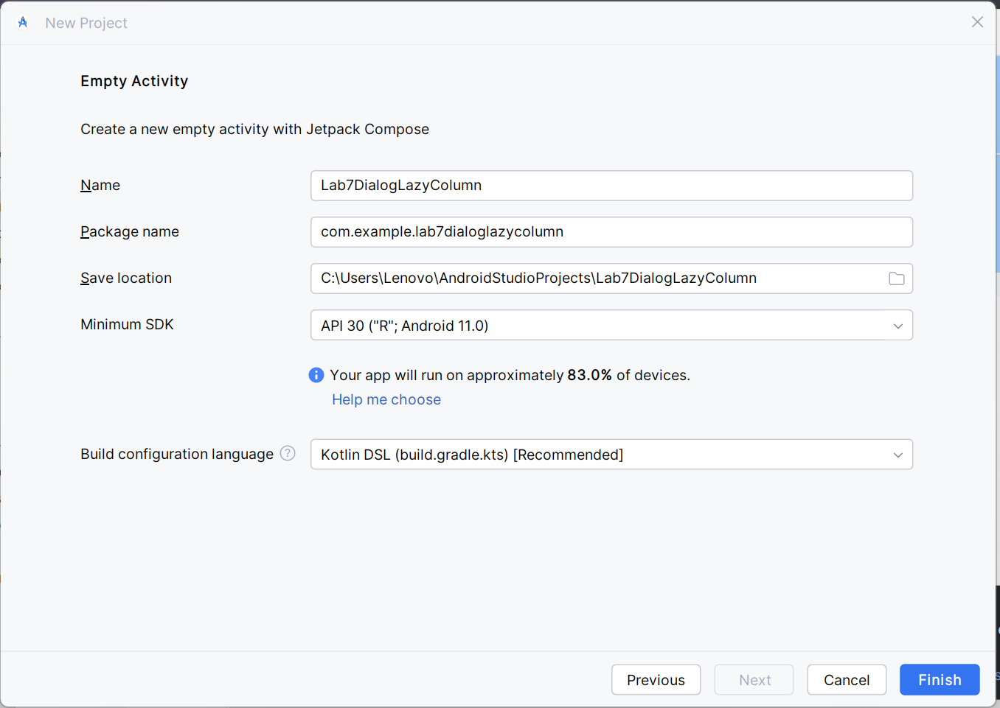 New Project
Empty Activity
Create a new empty activity with Jetpack Compose
Name
Lab7DialogLazyColumn
Package name
com.example.lab7dialoglazycolumn
Save location
C:\Users\Lenovo\AndroidStudioProjects\Lab7DialogLazyColumn
Minimum SDK
API 30 ("R"; Android 11.0)
Your app will run on approximately 83.0% of devices.
Help me choose
Build configuration language ?
Kotlin DSL (build.gradle.kts) [Recommended]
Previous
Next
Cancel
Finish